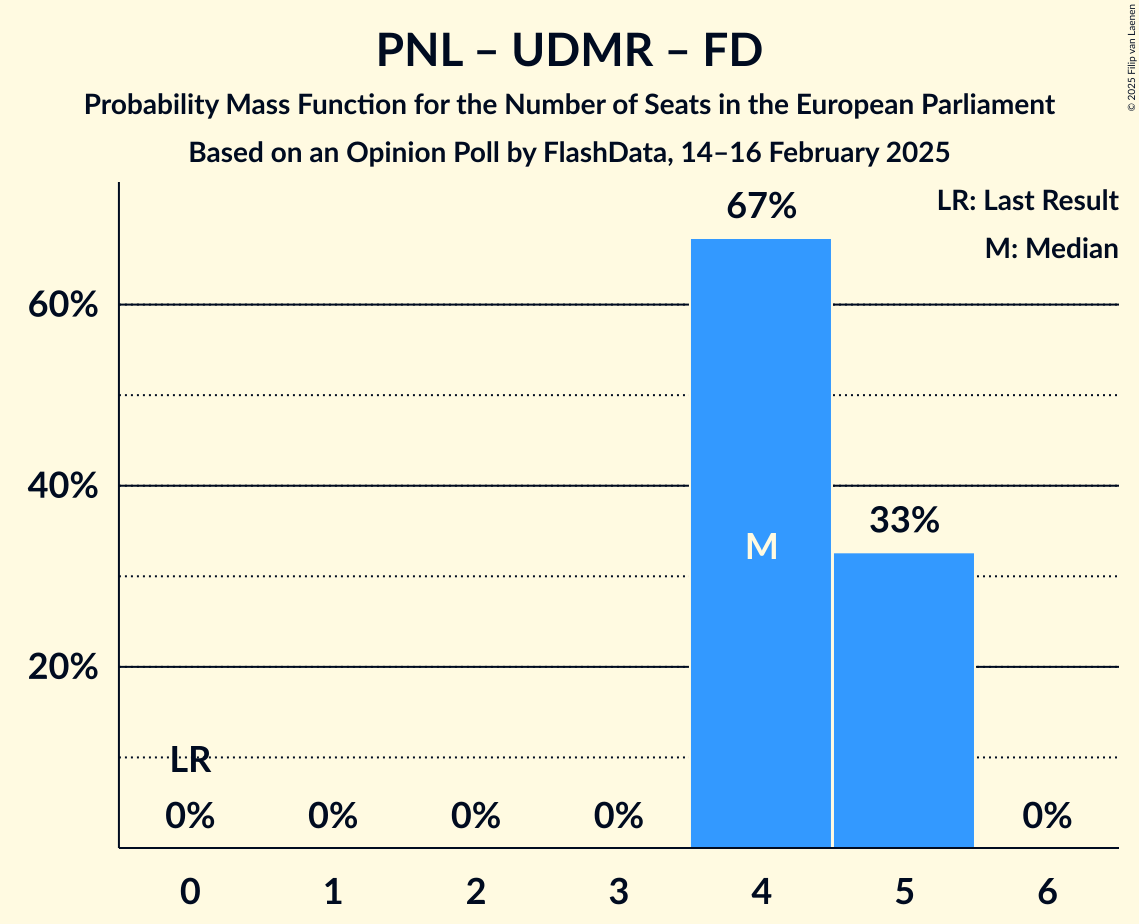 PNL – UDMR – FD
Probability Mass Function for the Number of Seats in the European Parliament
Based on an Opinion Poll by FlashData, 14–16 February 2025
© 2025 Filip van Laenen
LR: Last Result
M: Median
67%
60%
40%
33%
M
20%
LR
0% 0% 0% 0% 0%
0 1 2 3 4 5 6